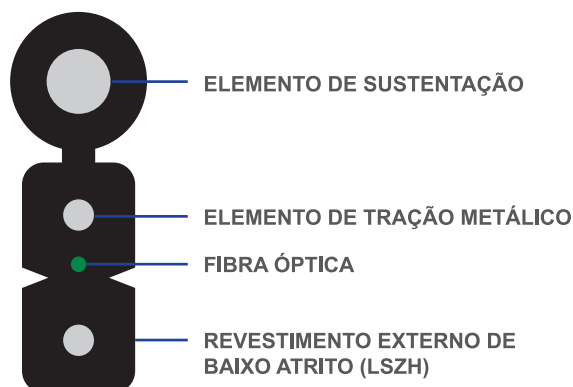 ELEMENTO DE SUSTENTAÇÃO
ELEMENTO DE TRAÇÃO METÁLICO
FIBRA ÓPTICA
REVESTIMENTO EXTERNO DE
BAIXO ATRITO (LSZH)